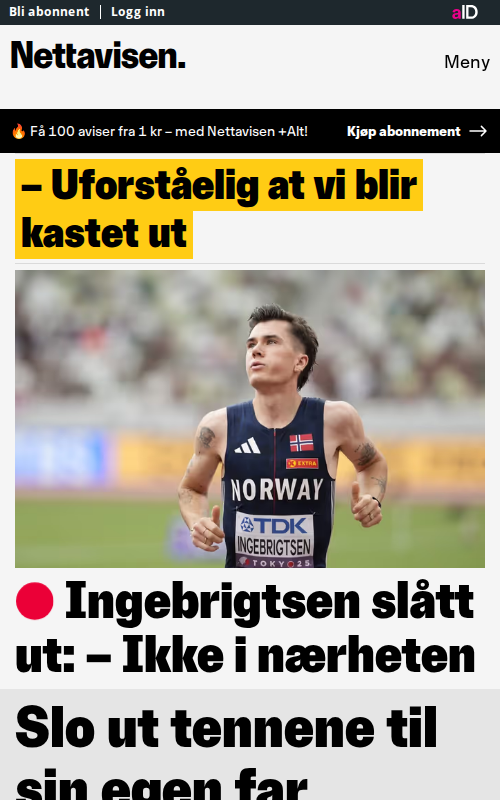 Bli abonnent
Logg inn
aID
Nettavisen.
Meny
🔥 Få 100 aviser fra 1 kr – med Nettavisen +Alt!
Kjøp abonnement →
– Uforståelig at vi blir
kastet ut
EXTRA
NORWAY
TDK
INGEBRIGTSEN
TOKYO25
Ingebrigtsen slått
ut: – Ikke i nærheten
Slo ut tennene til
sin egen far